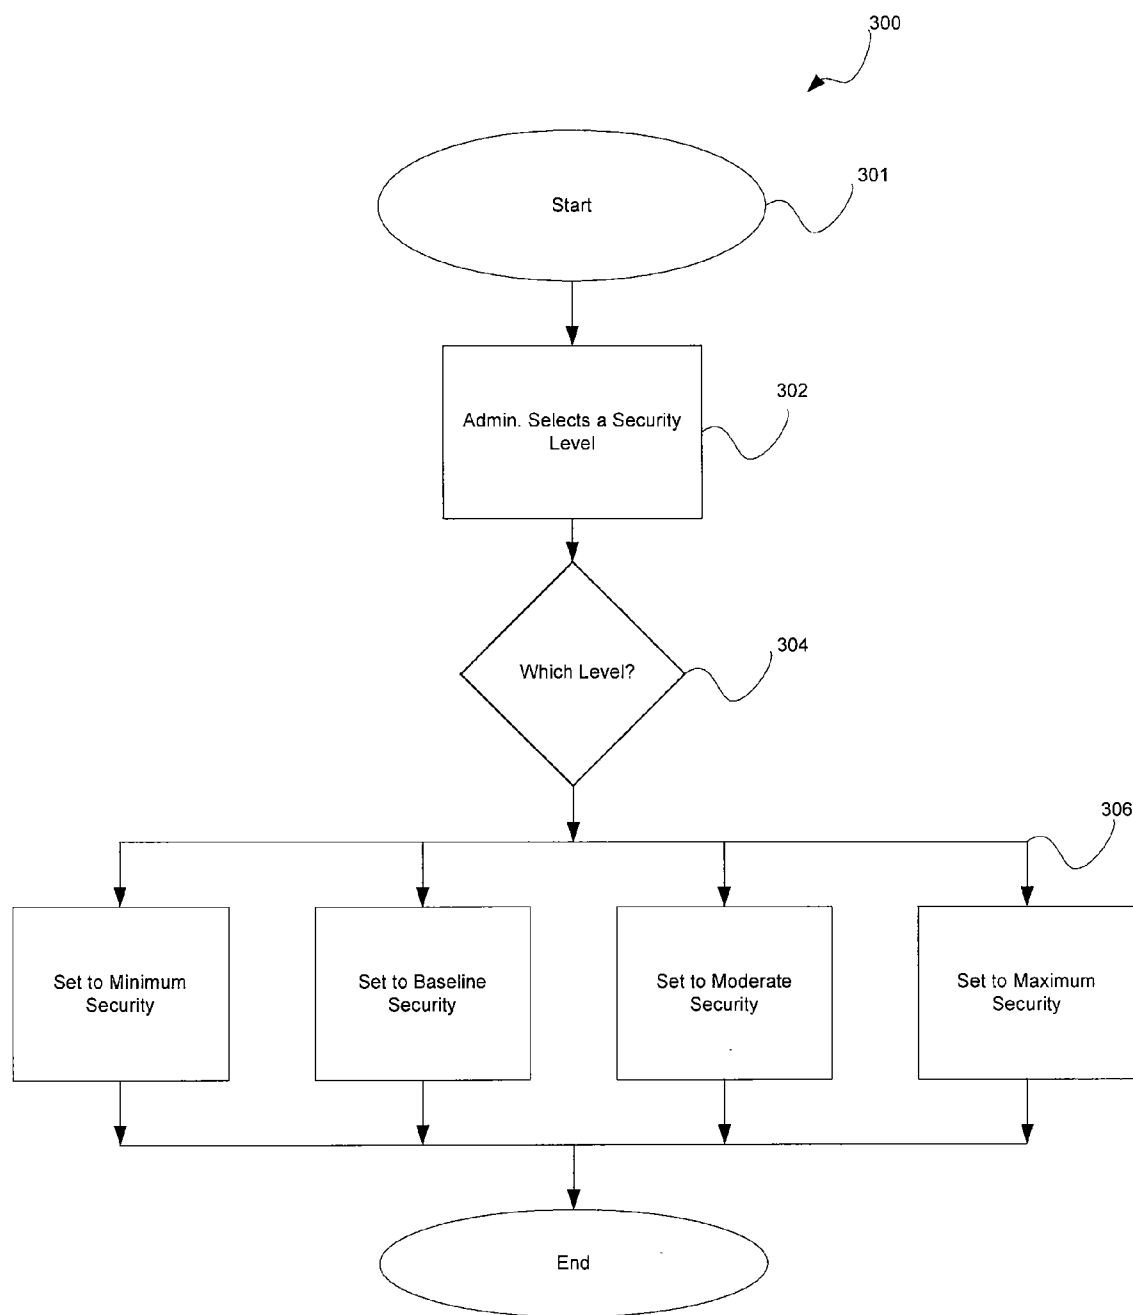 300
Start
301
Admin. Selects a Security
Level
302
Which Level?
304
306
Set to Minimum
Security
Set to Baseline
Security
Set to Moderate
Security
Set to Maximum
Security
End